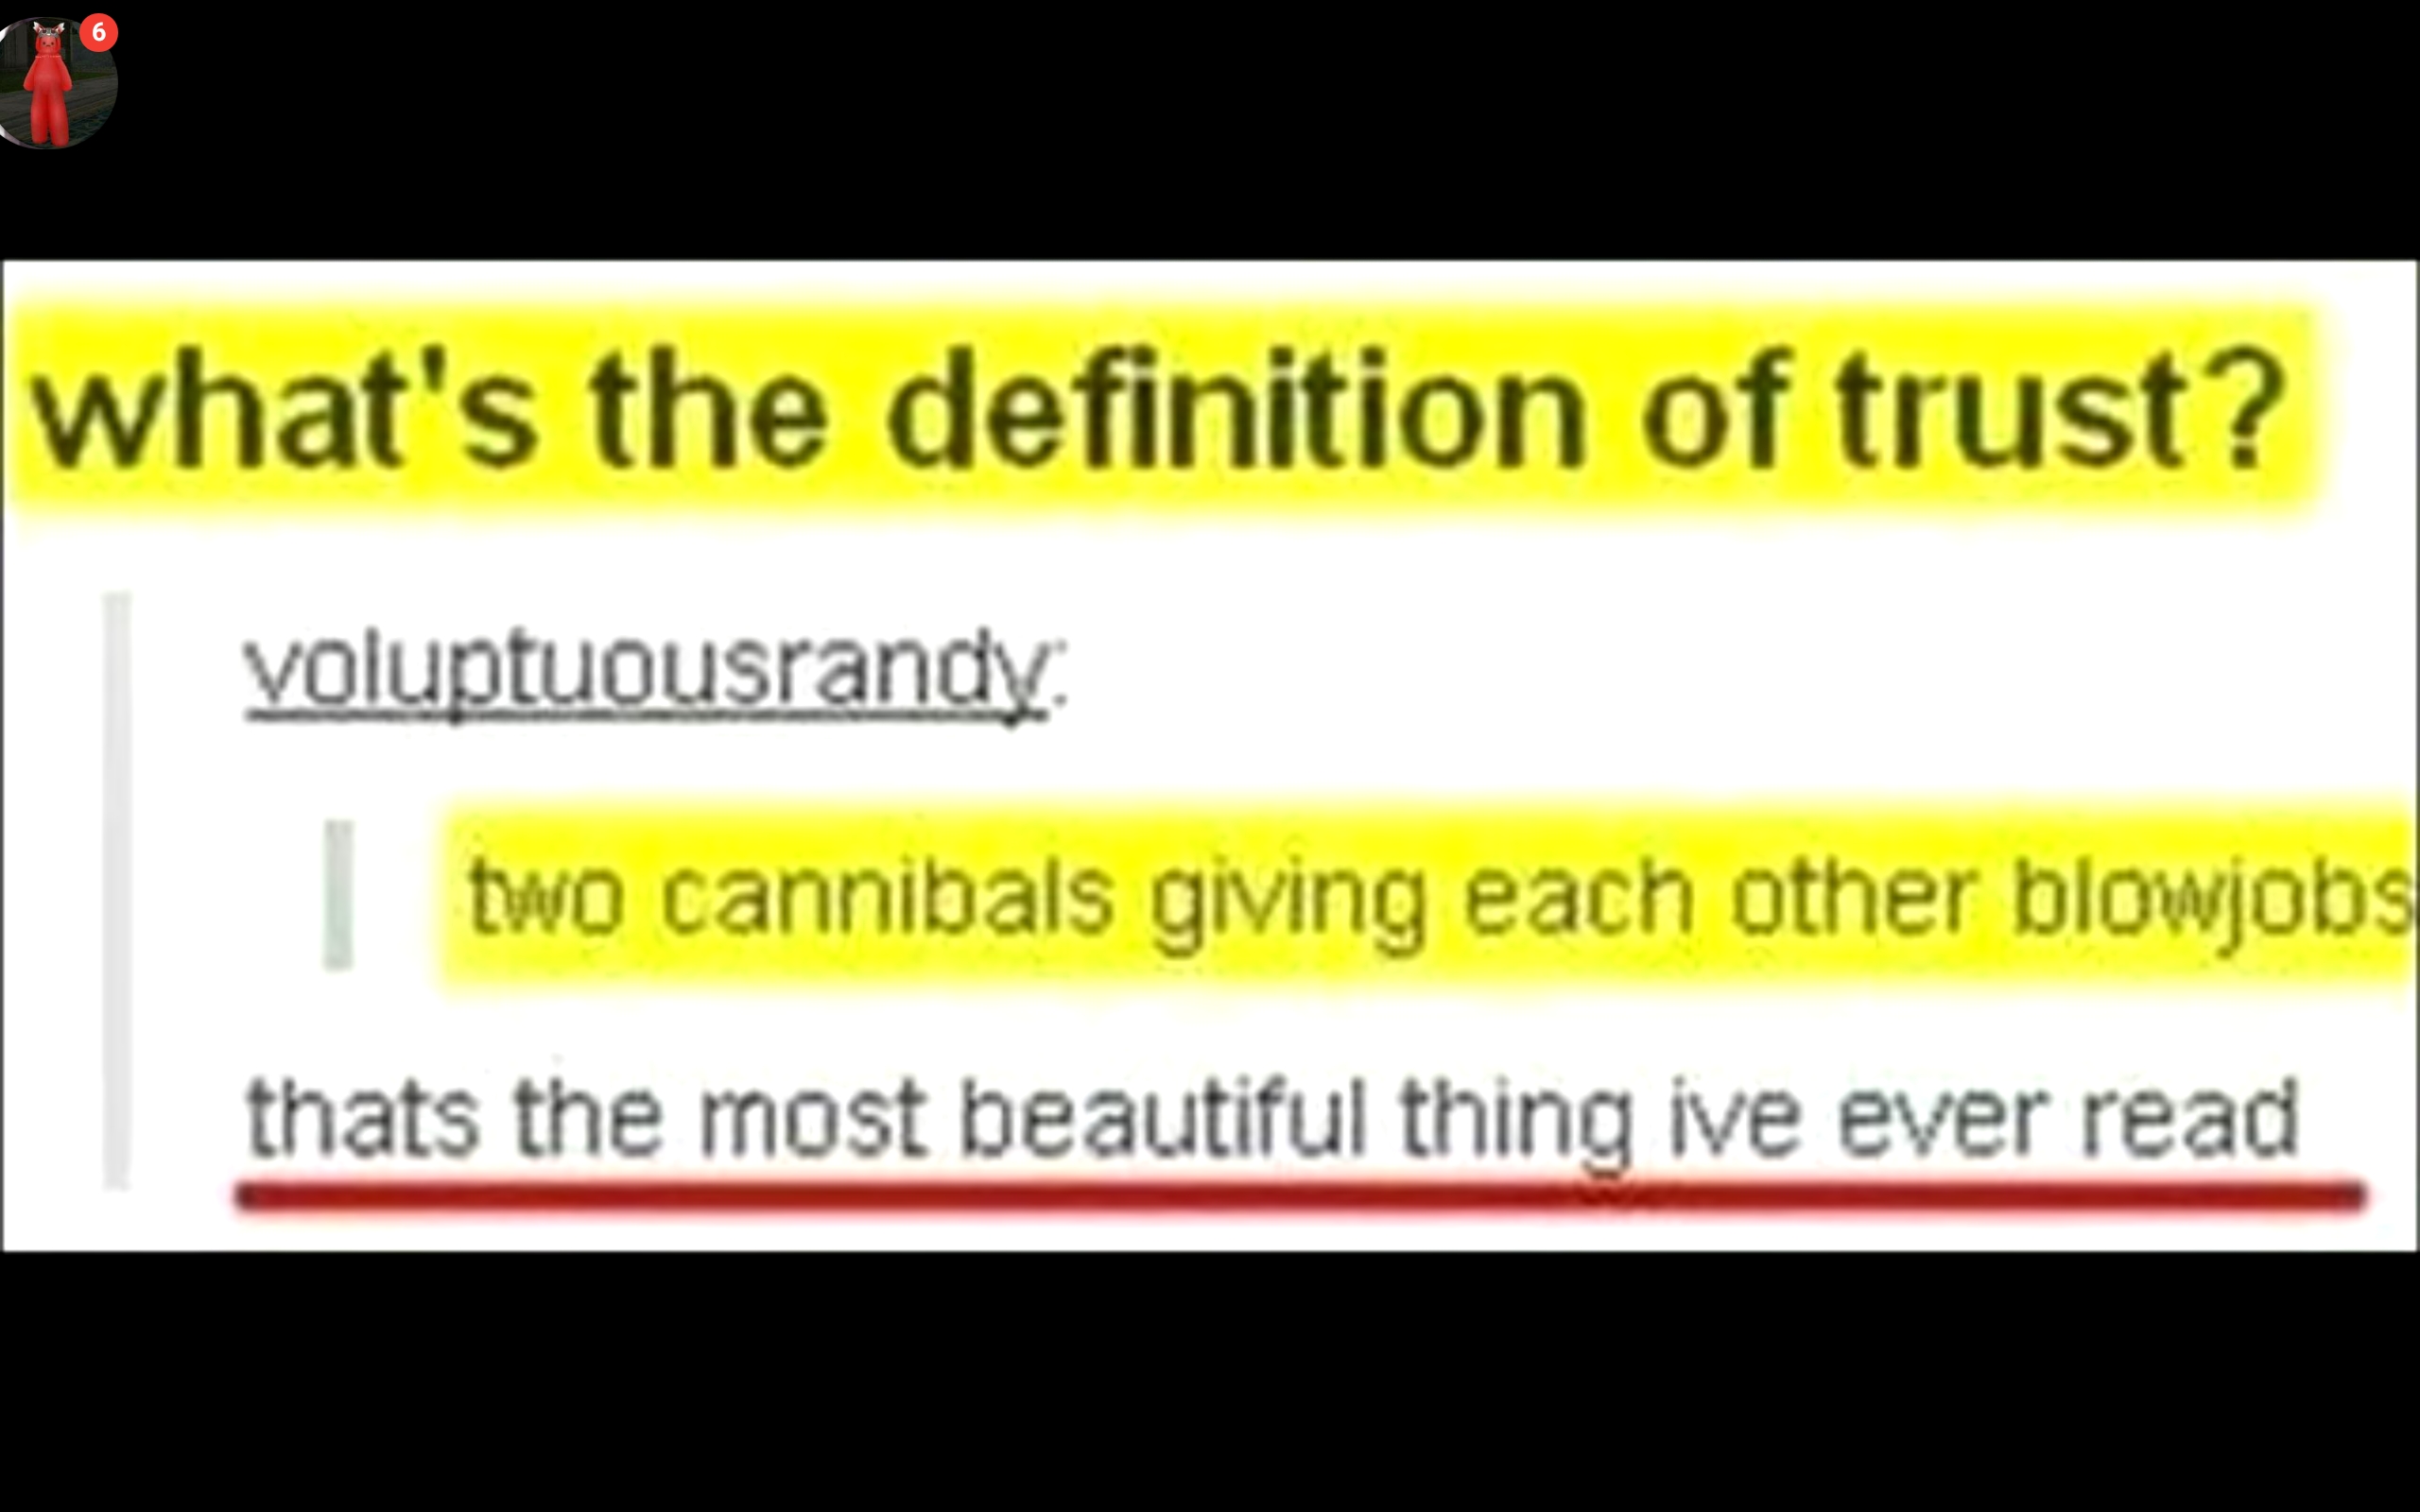 6
what's the definition of trust?
voluptuousrandy:
two cannibals giving each other blowjobs
thats the most beautiful thing ive ever read